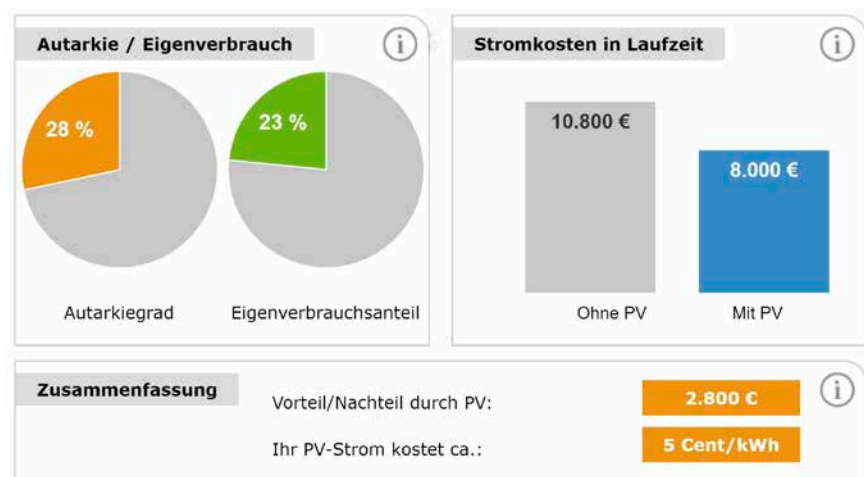 Autarkie / Eigenverbrauch
i
28 %
23 %
Autarkiegrad
Eigenverbrauchsanteil
Stromkosten in Laufzeit
i
10.800 €
8.000 €
Ohne PV
Mit PV
Zusammenfassung
i
Vorteil/Nachteil durch PV:
2.800 €
Ihr PV-Strom kostet ca.:
5 Cent/kWh